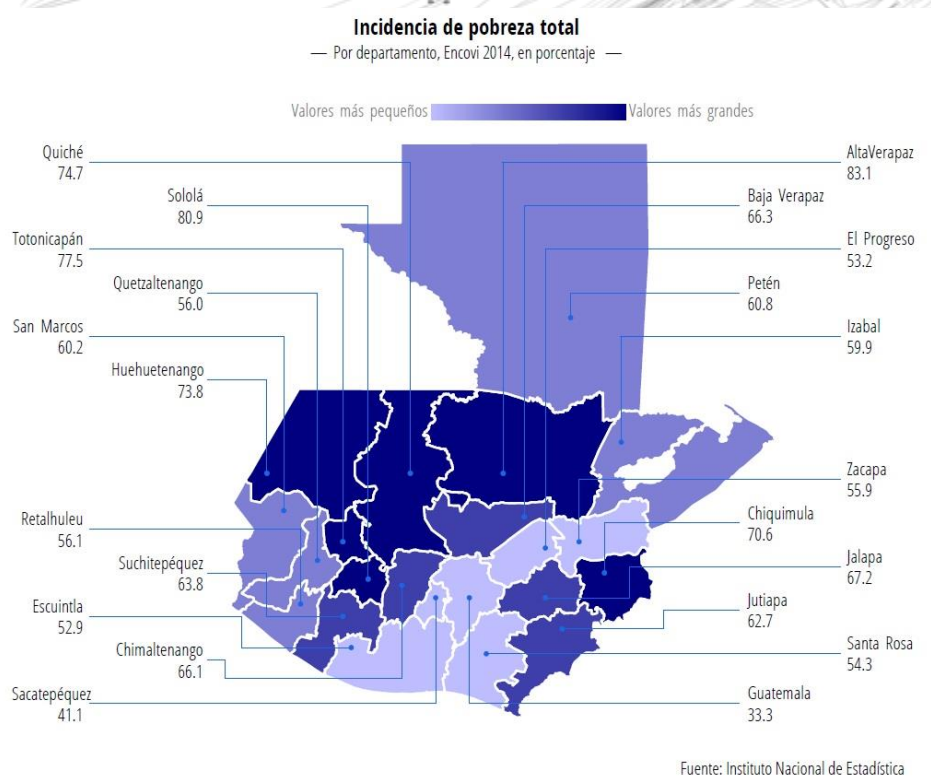 Incidencia de pobreza total
— Por departamento, Encovi 2014, en porcentaje —
Valores más pequeños
Valores más grandes
Quiché
74.7
Sololá
80.9
Totonicapán
77.5
Quetzaltenango
56.0
San Marcos
60.2
Huehuetenango
73.8
Retalhuleu
56.1
Suchitepéquez
63.8
Escuintla
52.9
Chimaltenango
66.1
Sacatepéquez
41.1
AltaVerapaz
83.1
Baja Verapaz
66.3
El Progreso
53.2
Petén
60.8
Izabal
59.9
Zacapa
55.9
Chiquimula
70.6
Jalapa
67.2
Jutiapa
62.7
Santa Rosa
54.3
Guatemala
33.3
Fuente: Instituto Nacional de Estadística